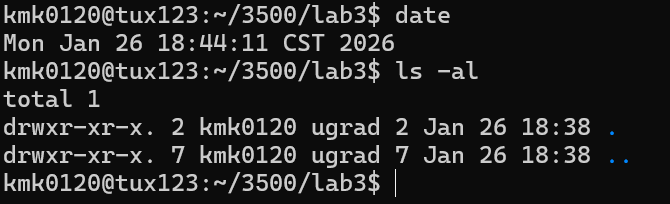 kmk0120@tux123:~/3500/lab3$ date
Mon Jan 26 18:44:11 CST 2026
kmk0120@tux123:~/3500/lab3$ ls -al
total 1
drwxr-xr-x. 2 kmk0120 ugrad 2 Jan 26 18:38 .
drwxr-xr-x. 7 kmk0120 ugrad 7 Jan 26 18:38 ..
kmk0120@tux123:~/3500/lab3$